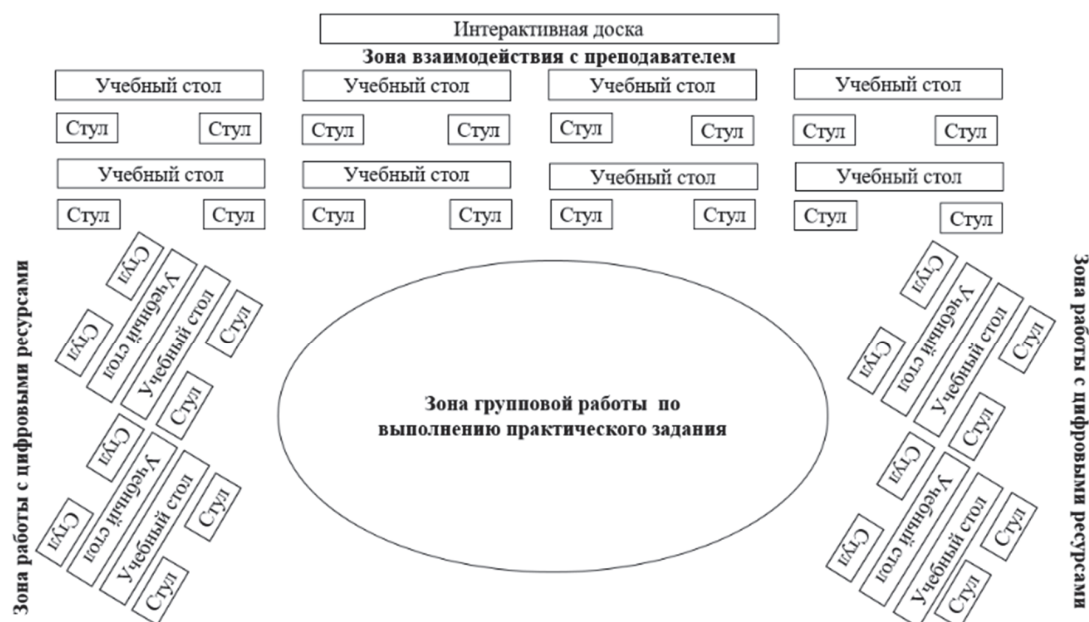 Интерактивная доска
Зона взаимодействия с преподавателем
Учебный стол Учебный стол Учебный стол Учебный стол
Стул Стул Стул Стул Стул Стул Стул Стул
Учебный стол Учебный стол Учебный стол Учебный стол
Стул Стул Стул Стул Стул Стул Стул Стул
Зона работы с цифровыми ресурсами
Стул
Стул
Учебный стол
Учебный стол
Стул
Стул
Стул
Стул
Учебный стол
Учебный стол
Стул
Стул
Зона групповой работы по
выполнению практического задания
Стул
Стул
Учебный стол
Учебный стол
Стул
Стул
Стул
Стул
Учебный стол
Учебный стол
Стул
Стул
Зона работы с цифровыми ресурсами